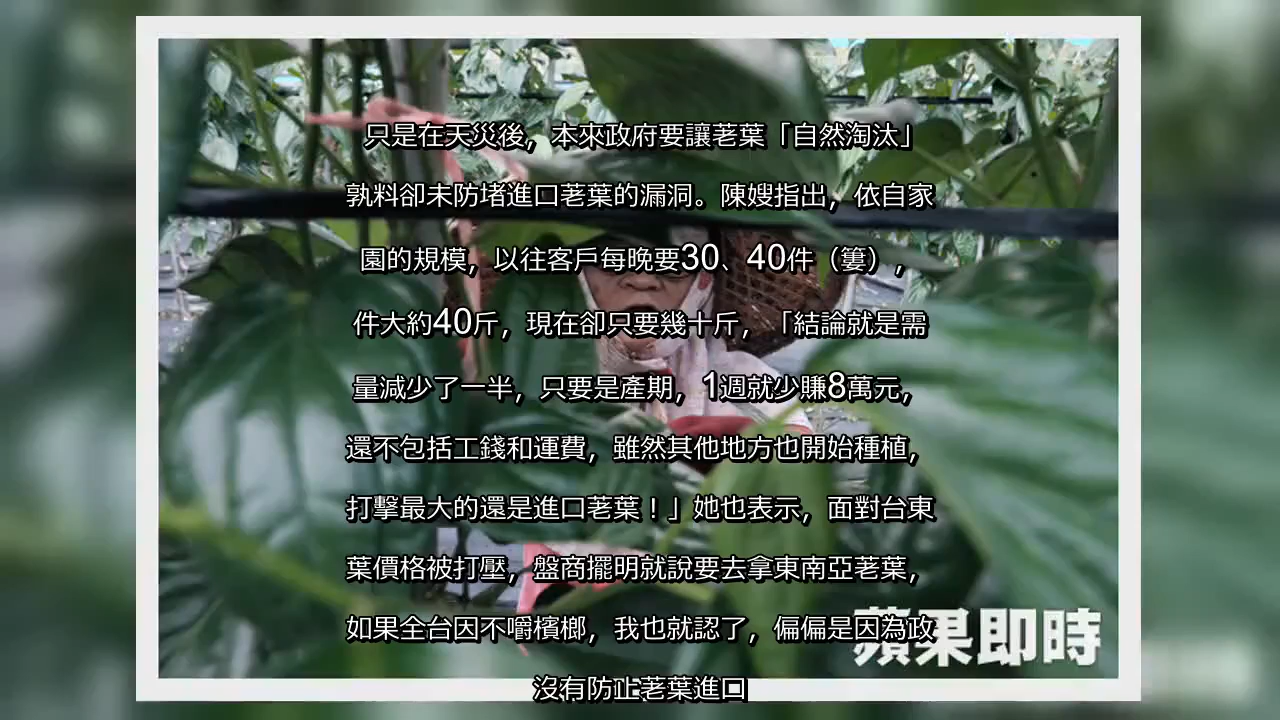 只是在天災後，本來政府要讓荖葉「自然淘汰」
孰料卻未防堵進口荖葉的漏洞。陳嫂指出，依自家
園的規模，以往客戶每晚要30、40件（簍），
件大約40斤，現在卻只要幾十斤，「結論就是需
量減少了一半，只要是產期，1週就少賺8萬元，
還不包括工錢和運費，雖然其他地方也開始種植，
打擊最大的還是進口荖葉！」她也表示，面對台東
葉價格被打壓，盤商擺明就說要去拿東南亞荖葉，
如果全台因不嚼檳榔，我也就認了，偏偏是因為政
沒有防止荖葉進口
蘋果即時